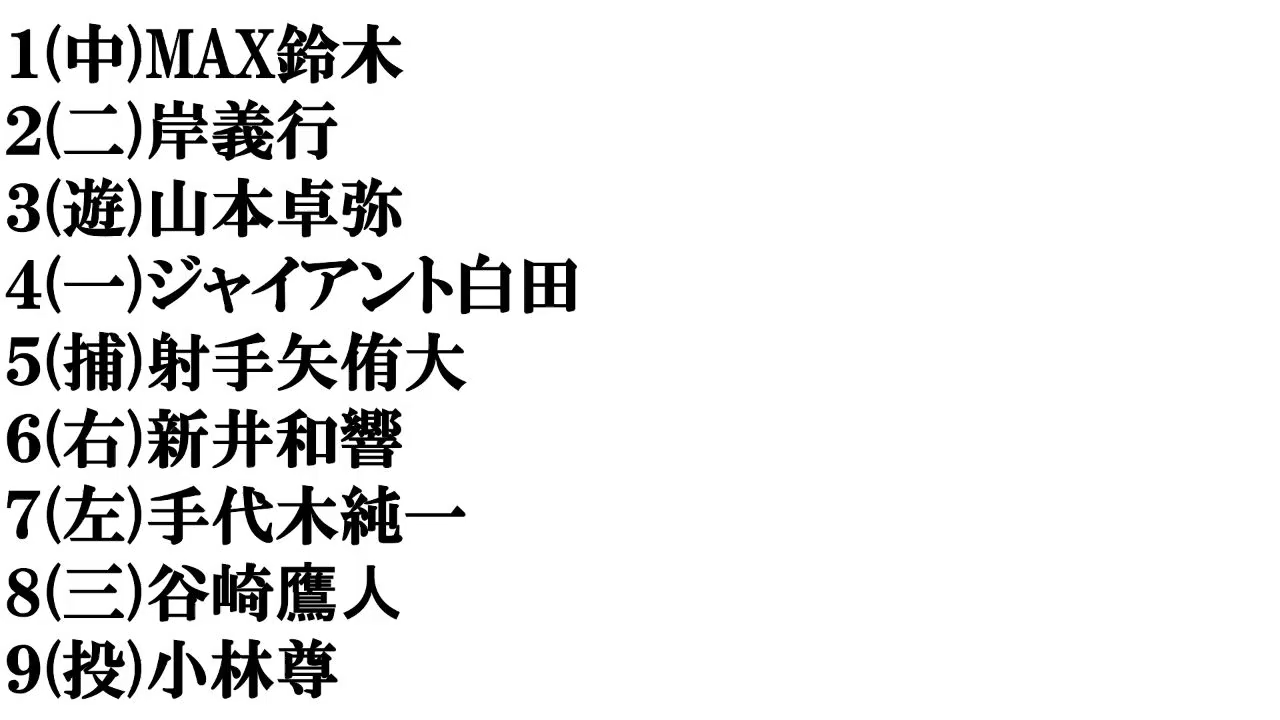 1(中)MAX鈴木
2(二)岸義行
3(遊)山本卓弥
4(一)ジャイアント白田
5(捕)射手矢侑大
6(右)新井和響
7(左)手代木純一
8(三)谷崎鷹人
9(投)小林尊